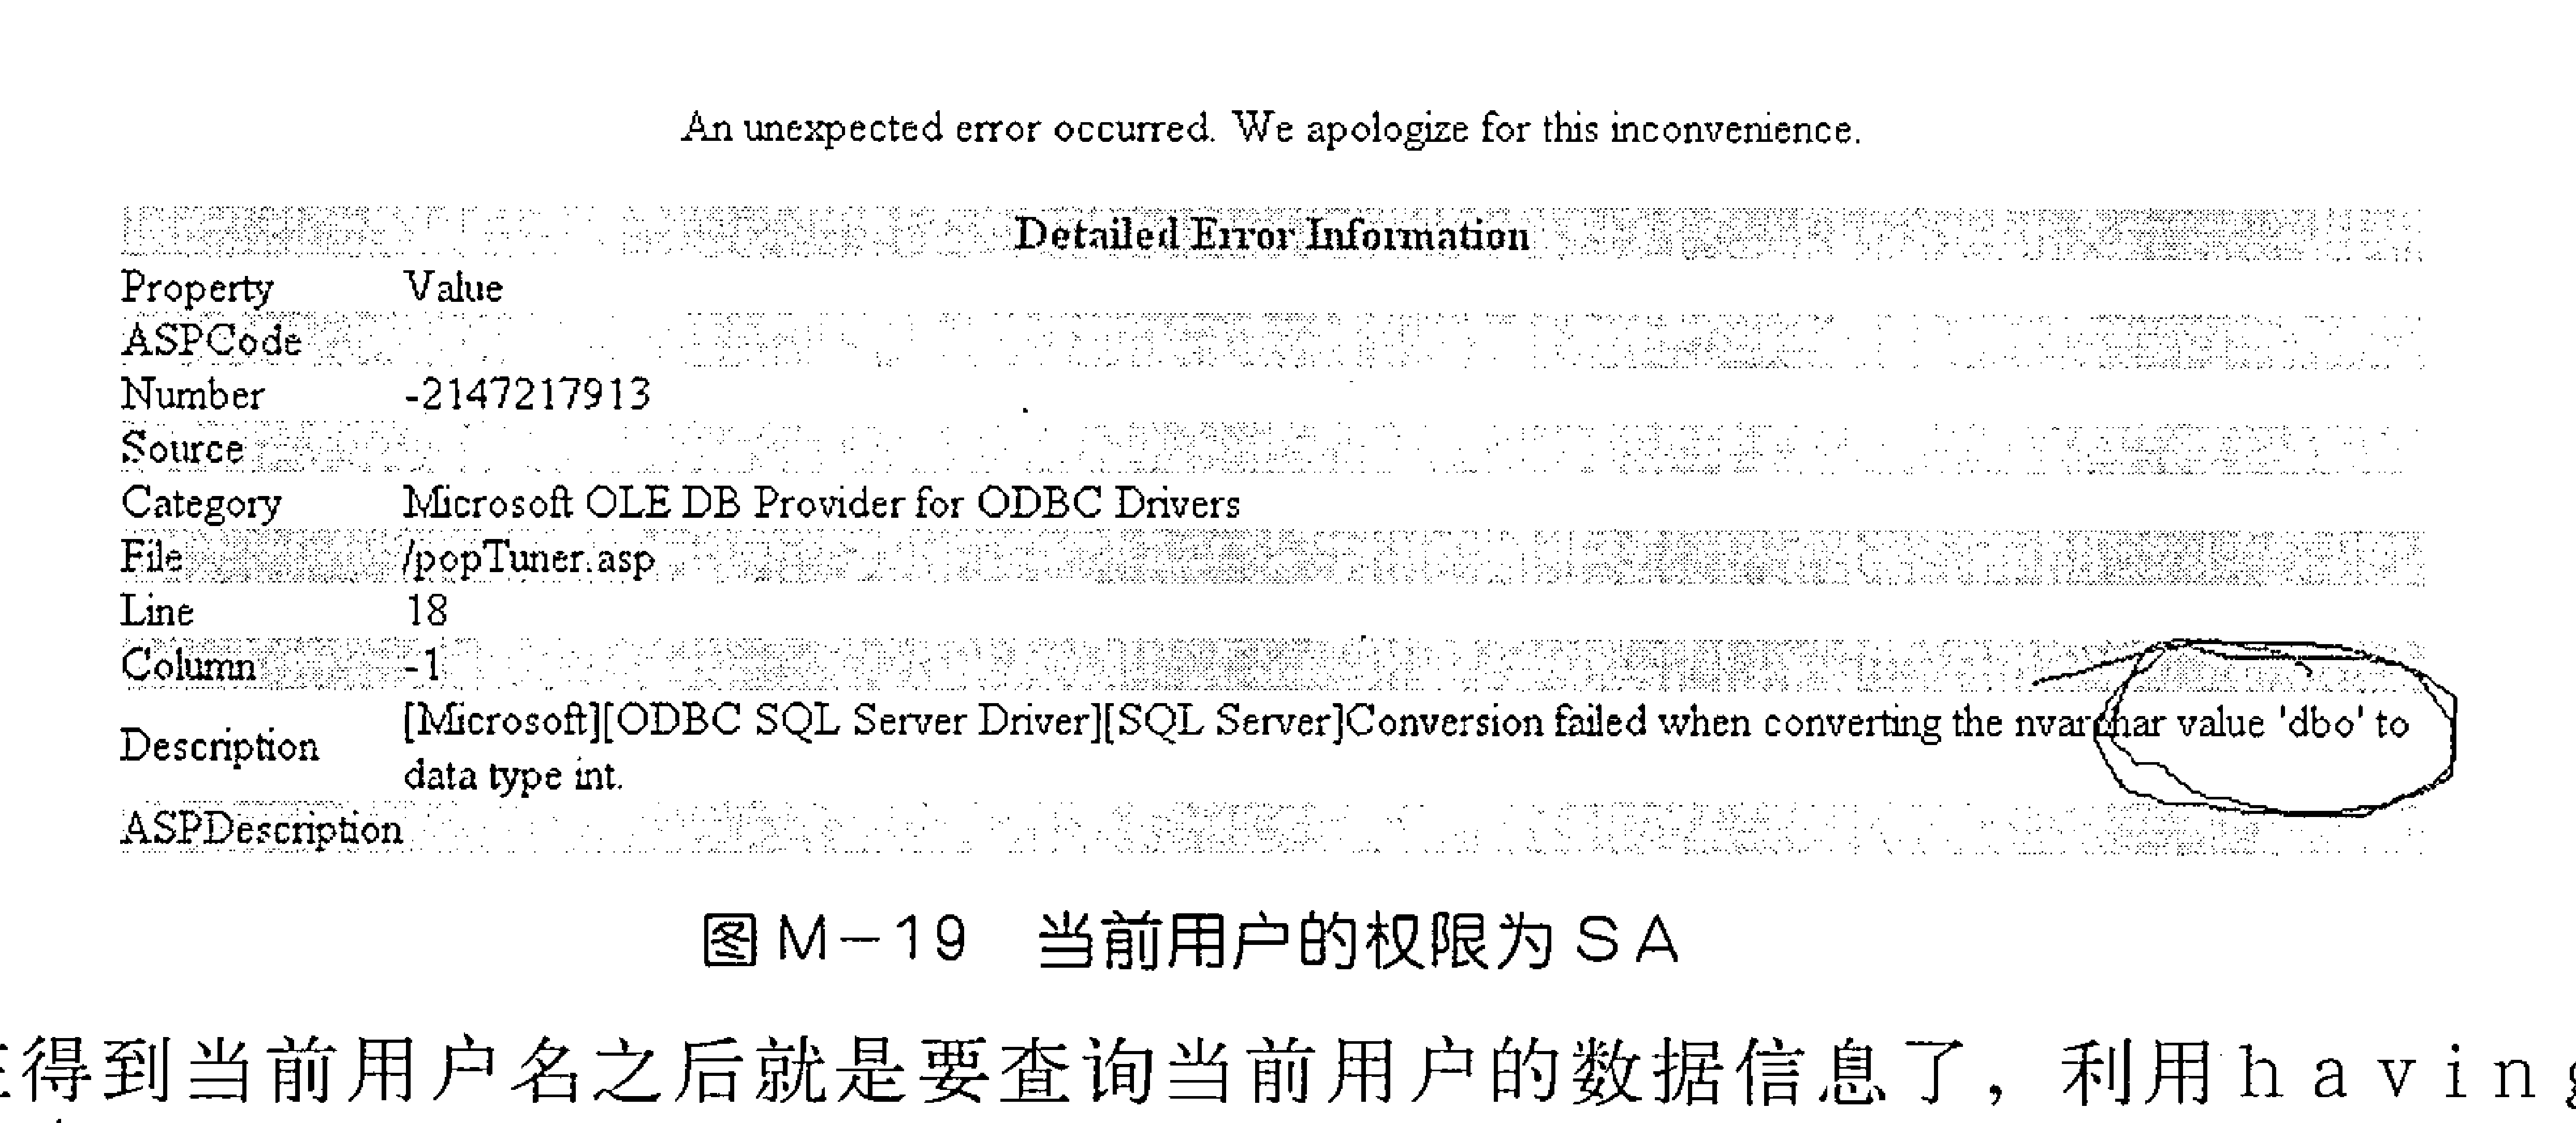 An unexpected error occurred. We apologize for this inconvenience.
Detailed Error Information
Property Value
ASPCode
Number -2147217913
Source
Category Microsoft OLE DB Provider for ODBC Drivers
File /popTuner.asp
Line 18
Column -1
Description [Microsoft][ODBC SQL Server Driver][SQL Server]Conversion failed when converting the nvarchar value 'dbo' to
data type int.
ASPDescription
图M-19 当前用户的权限为SA
得到当前用户名之后就是要查询当前用户的数据信息了，利用having